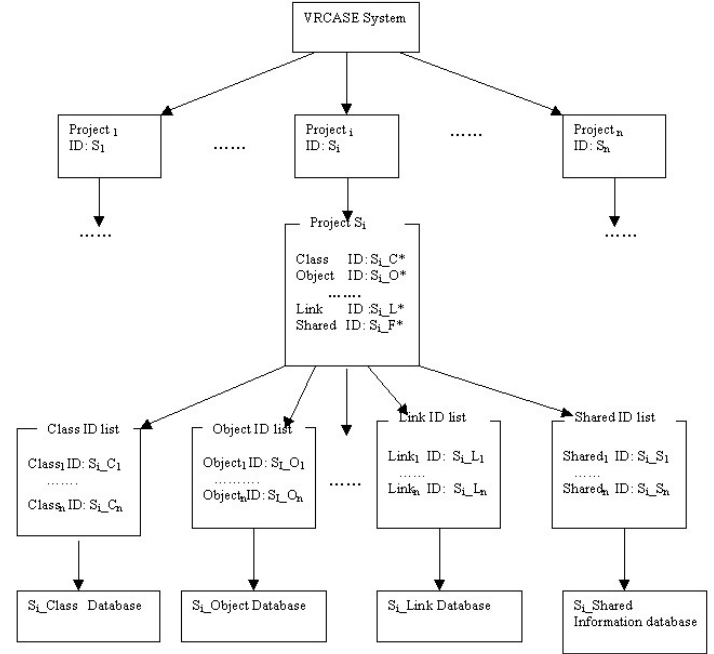 VRCASE System
Project 1
ID: S1
......
Project i
ID: Si
......
Project n
ID: Sn
......
......
Project Si
Class ID: Si_C*
Object ID: Si_O*
.......
Link ID :Si_L*
Shared ID: Si_F*
Class ID list
Class1 ID: Si_C1
.......
Classn ID: Si_Cn
Object ID list
Object1 ID: SI_O1
..........
Objectn ID: SI_On
......
Link ID list
Link1 ID: Si_L1
......
Linkn ID: Si_Ln
Shared ID list
Shared1 ID: Si_S1
......
Sharedn ID: Si_Sn
Si_Class Database
Si_Object Database
Si_Link Database
Si_Shared
Information database